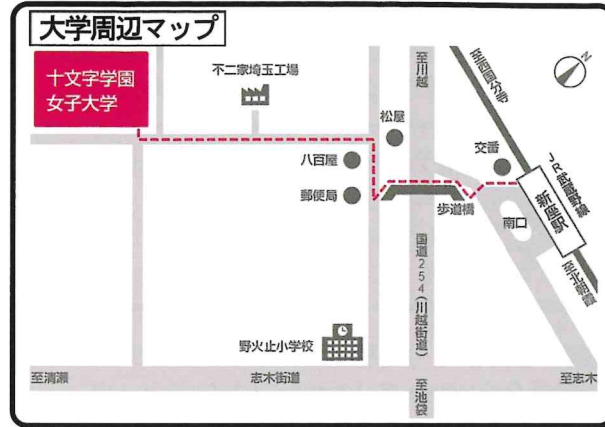 大学周辺マップ
十文字学園
女子大学
不二家埼玉工場
至川越
至西国分寺
N
松屋
交番
JR武蔵野線
八百屋
新座駅
郵便局
歩道橋
南口
国道254(川越街道)
至北朝霞
野火止小学校
至清瀬
志木街道
至池袋
至志木